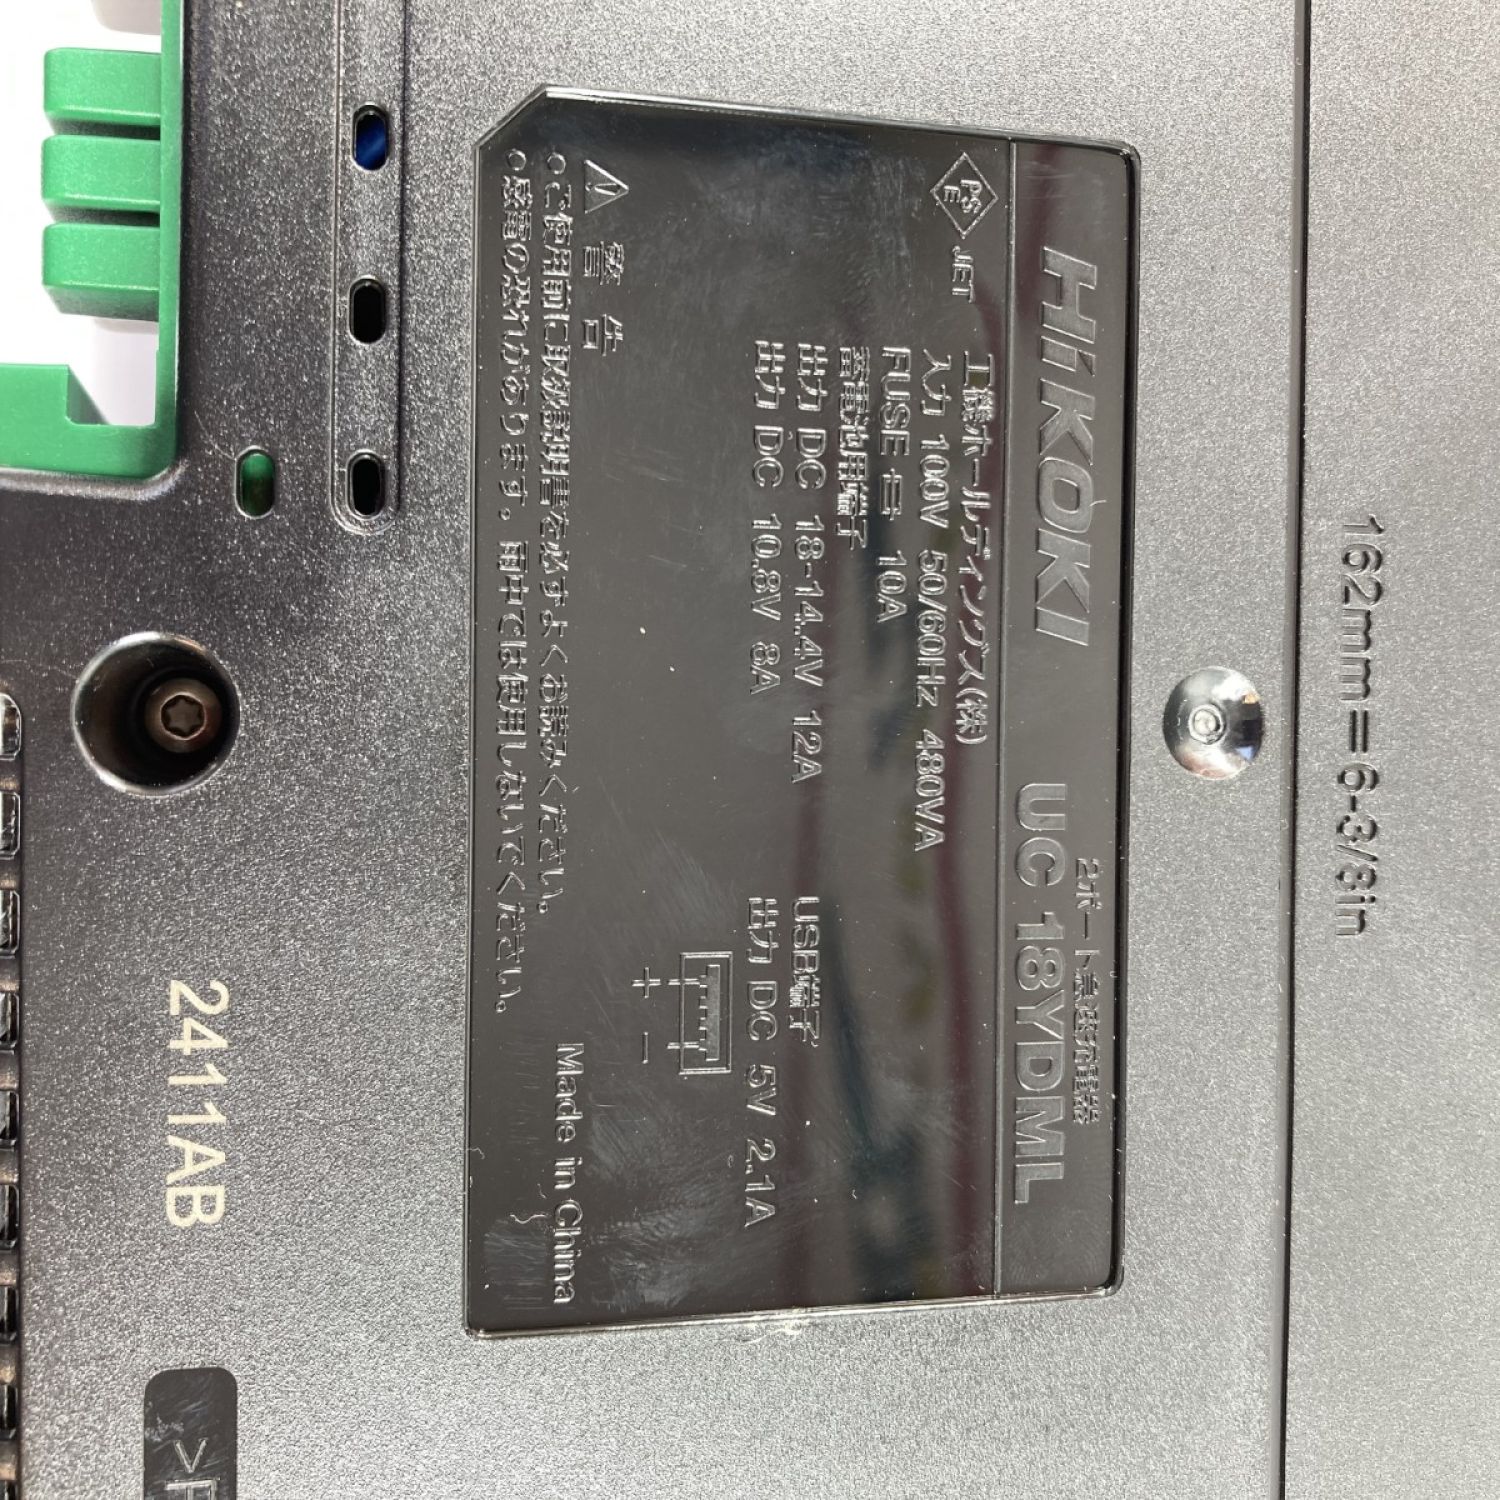 162mm=6-3/8in
HiKOKI
2ポート急速充電器
UC 18YDML
PS
E
JET
工機ホールディングス(株)
入力 100V 50/60Hz 480VA
FUSE 10A
蓄電池用端子
出力 DC 18-14.4V 12A
出力 DC 10.8V 8A
USB端子
出力 DC 5V 2.1A
+ −
⚠ 警告
●ご使用前に取扱説明書を必ずよくお読みください。
●感電の恐れがあります。雨中では使用しないでください。
Made in China
2411AB